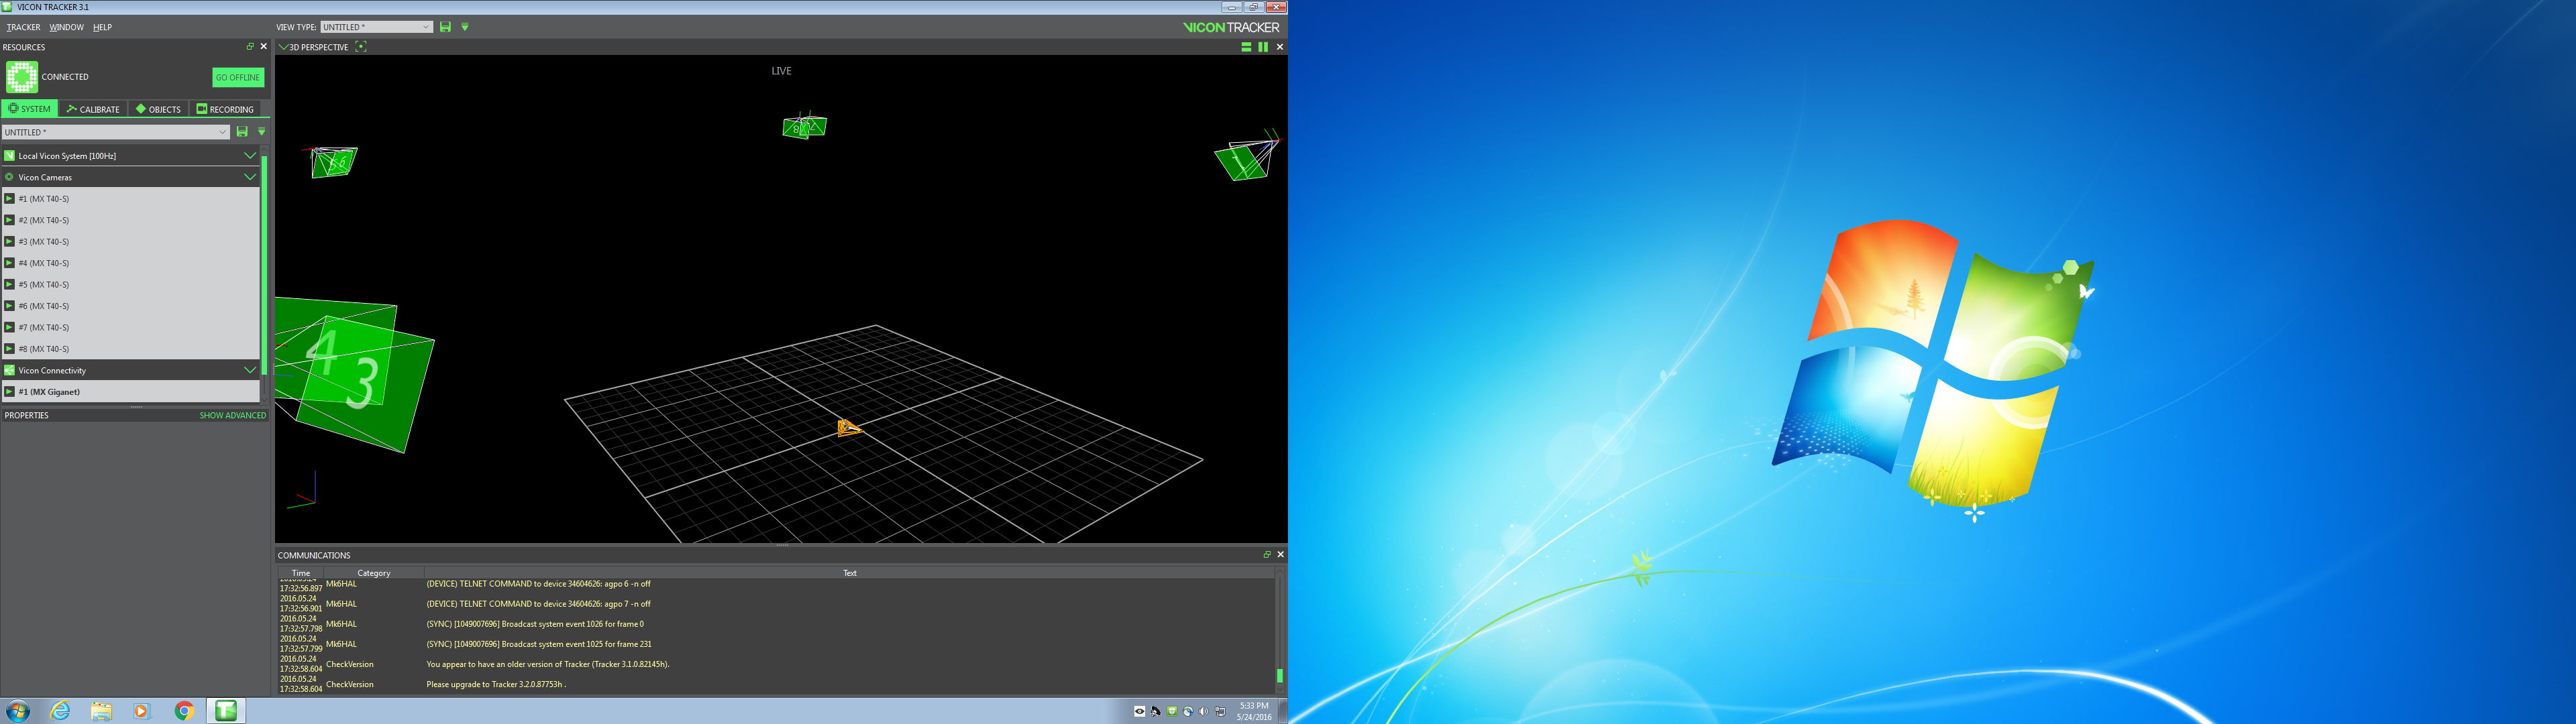 VICON TRACKER 3.1
TRACKER WINDOW HELP
VIEW TYPE: UNTITLED *
VICON TRACKER
RESOURCES
3D PERSPECTIVE
CONNECTED
GO OFFLINE
LIVE
SYSTEM CALIBRATE OBJECTS RECORDING
UNTITLED *
Local Vicon System [100Hz]
Vicon Cameras
#1 (MX T40-S)
#2 (MX T40-S)
#3 (MX T40-S)
#4 (MX T40-S)
#5 (MX T40-S)
#6 (MX T40-S)
#7 (MX T40-S)
#8 (MX T40-S)
Vicon Connectivity
#1 (MX Giganet)
PROPERTIES SHOW ADVANCED
8 7
5 6
1
4
3
COMMUNICATIONS
Time Category Text
2016.05.24
17:32:56.897 Mk6HAL (DEVICE) TELNET COMMAND to device 34604626: agpo 6 -n off
2016.05.24
17:32:56.901 Mk6HAL (DEVICE) TELNET COMMAND to device 34604626: agpo 7 -n off
2016.05.24
17:32:57.798 Mk6HAL (SYNC) [1049007696] Broadcast system event 1026 for frame 0
2016.05.24
17:32:57.799 Mk6HAL (SYNC) [1049007696] Broadcast system event 1025 for frame 231
2016.05.24
17:32:58.604 CheckVersion You appear to have an older version of Tracker (Tracker 3.1.0.82145h).
2016.05.24
17:32:58.604 CheckVersion Please upgrade to Tracker 3.2.0.87753h .
5:33 PM
5/24/2016